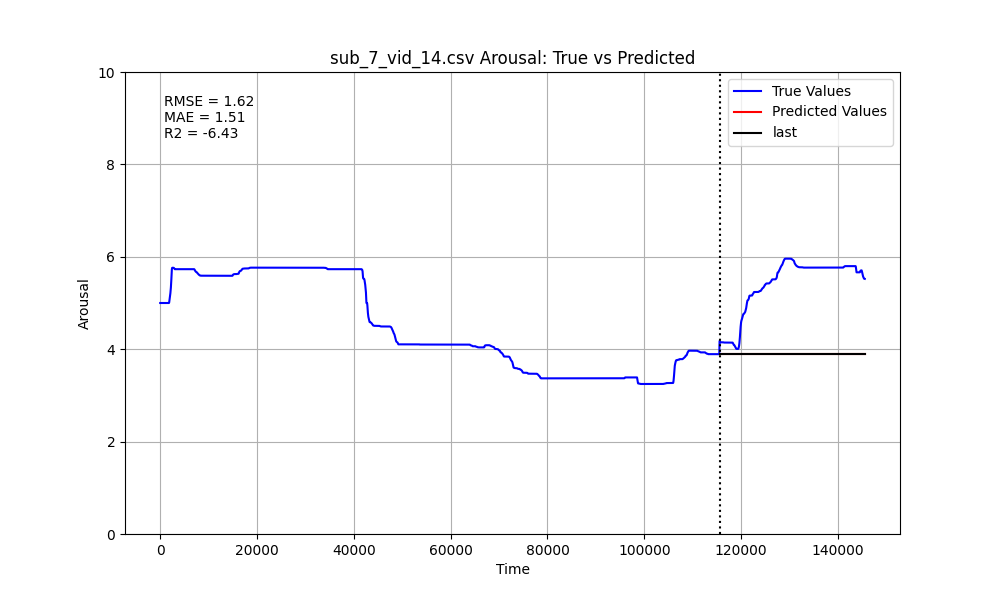 sub_7_vid_14.csv Arousal: True vs Predicted
RMSE = 1.62
MAE = 1.51
R2 = -6.43
True Values
Predicted Values
last
Arousal
10
8
6
4
2
0
0 20000 40000 60000 80000 100000 120000 140000
Time